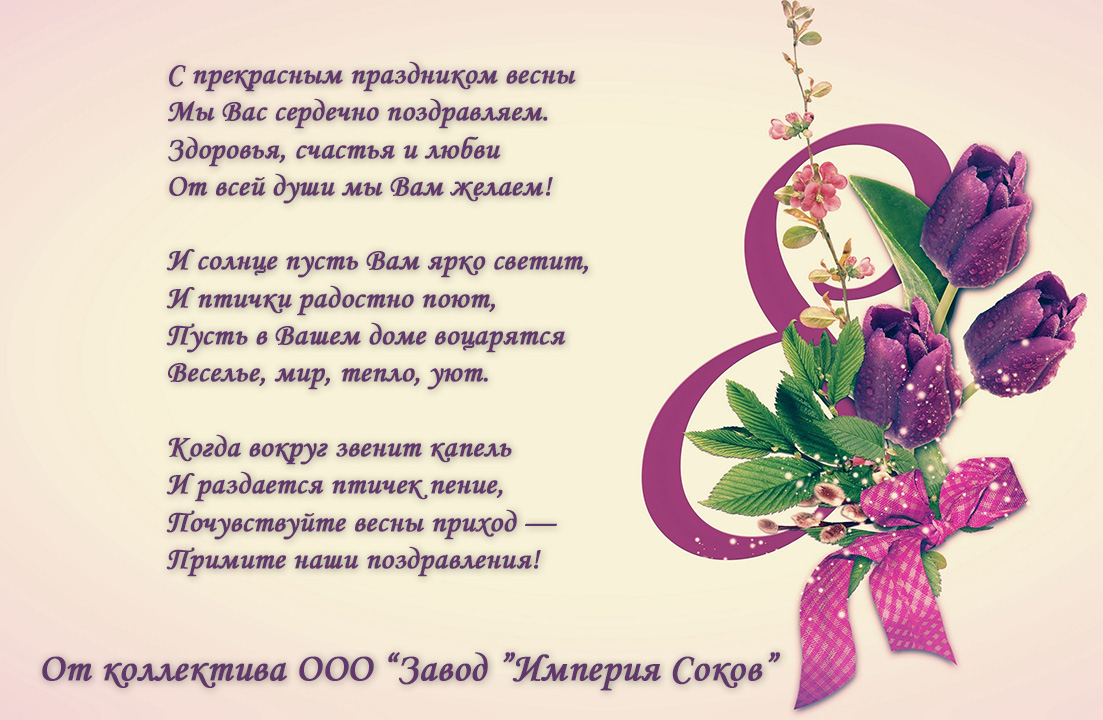 С прекрасным праздником весны
Мы Вас сердечно поздравляем.
Здоровья, счастья и любви
От всей души мы Вам желаем!
И солнце пусть Вам ярко светит,
И птички радостно поют,
Пусть в Вашем доме воцарятся
Веселье, мир, тепло, уют.
Когда вокруг звенит капель
И раздается птичек пение,
Почувствуйте весны приход —
Примите наши поздравления!
От коллектива ООО “Завод ”Империя Соков”